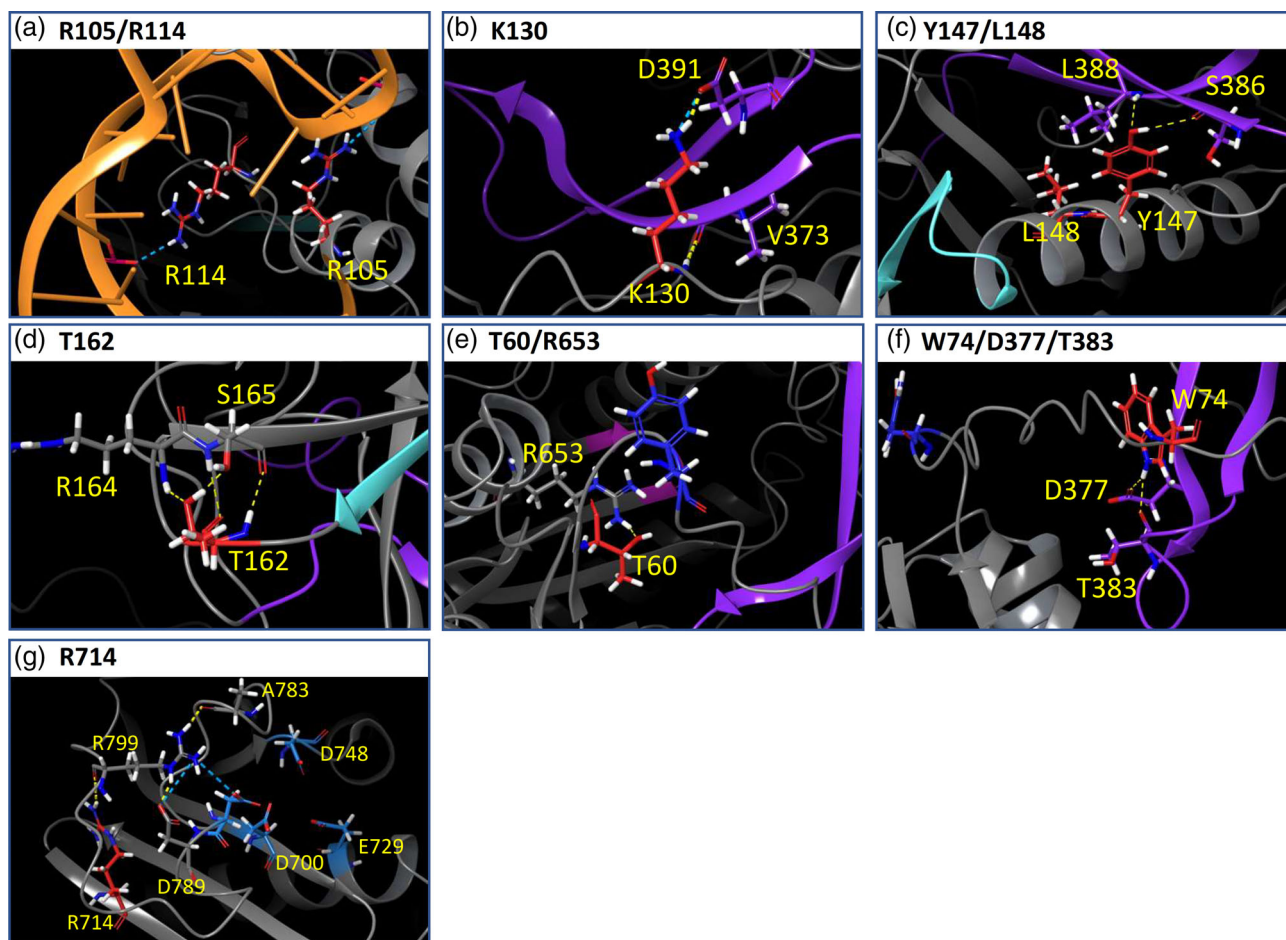 (a) R105/R114
R114
R105
(b) K130
D391
V373
K130
(c) Y147/L148
L388
S386
L148
Y147
(d) T162
S165
R164
T162
(e) T60/R653
R653
T60
(f) W74/D377/T383
W74
D377
T383
(g) R714
A783
R799
D748
E729
D700
D789
R714